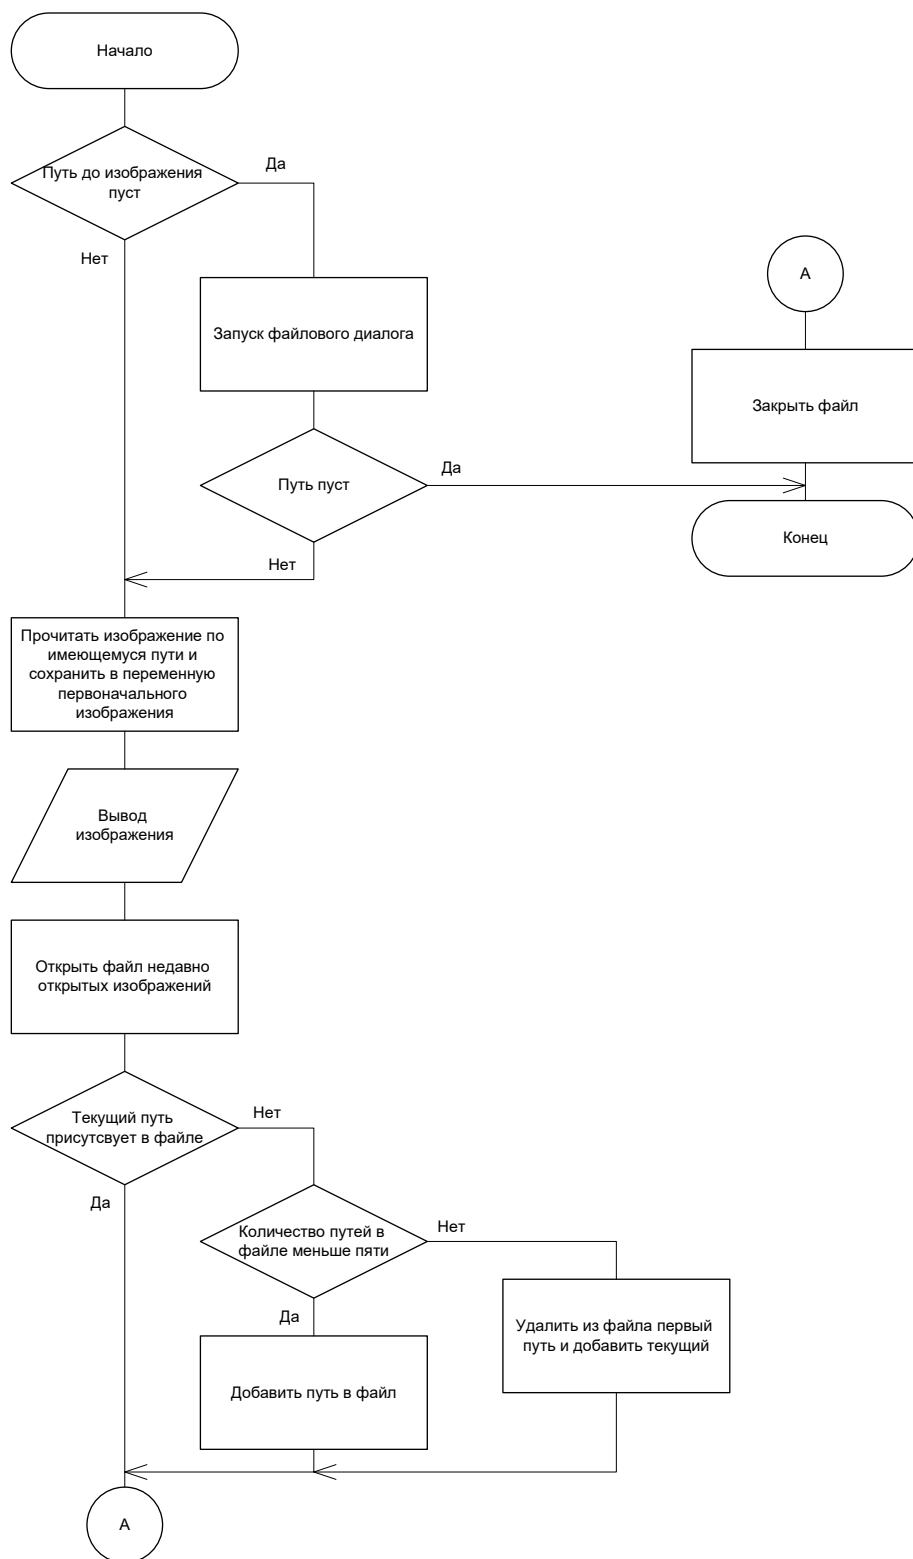 Начало
Путь до изображения
пуст
Да
Нет
Запуск файлового диалога
Путь пуст
Да
Нет
А
Закрыть файл
Конец
Прочитать изображение по
имеющемуся пути и
сохранить в переменную
первоначального
изображения
Вывод
изображения
Открыть файл недавно
открытых изображений
Текущий путь
присутсвует в файле
Нет
Да
Количество путей в
файле меньше пяти
Нет
Да
Удалить из файла первый
путь и добавить текущий
Добавить путь в файл
А